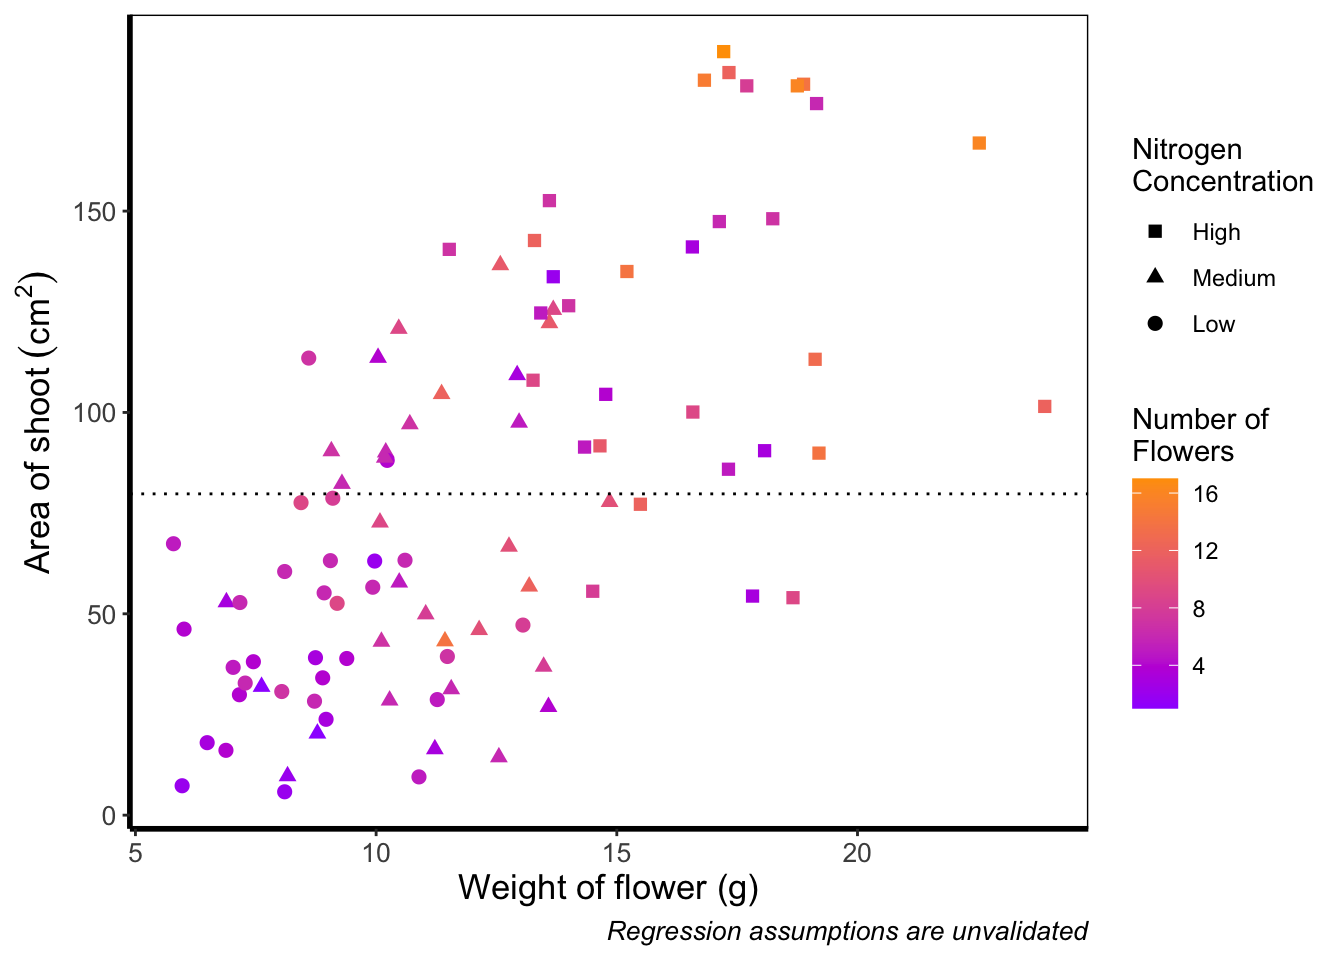 Area of shoot (cm²)
150
100
50
0
5 10 15 20
Weight of flower (g)
Regression assumptions are unvalidated
Nitrogen
Concentration
High
Medium
Low
Number of
Flowers
16
12
8
4